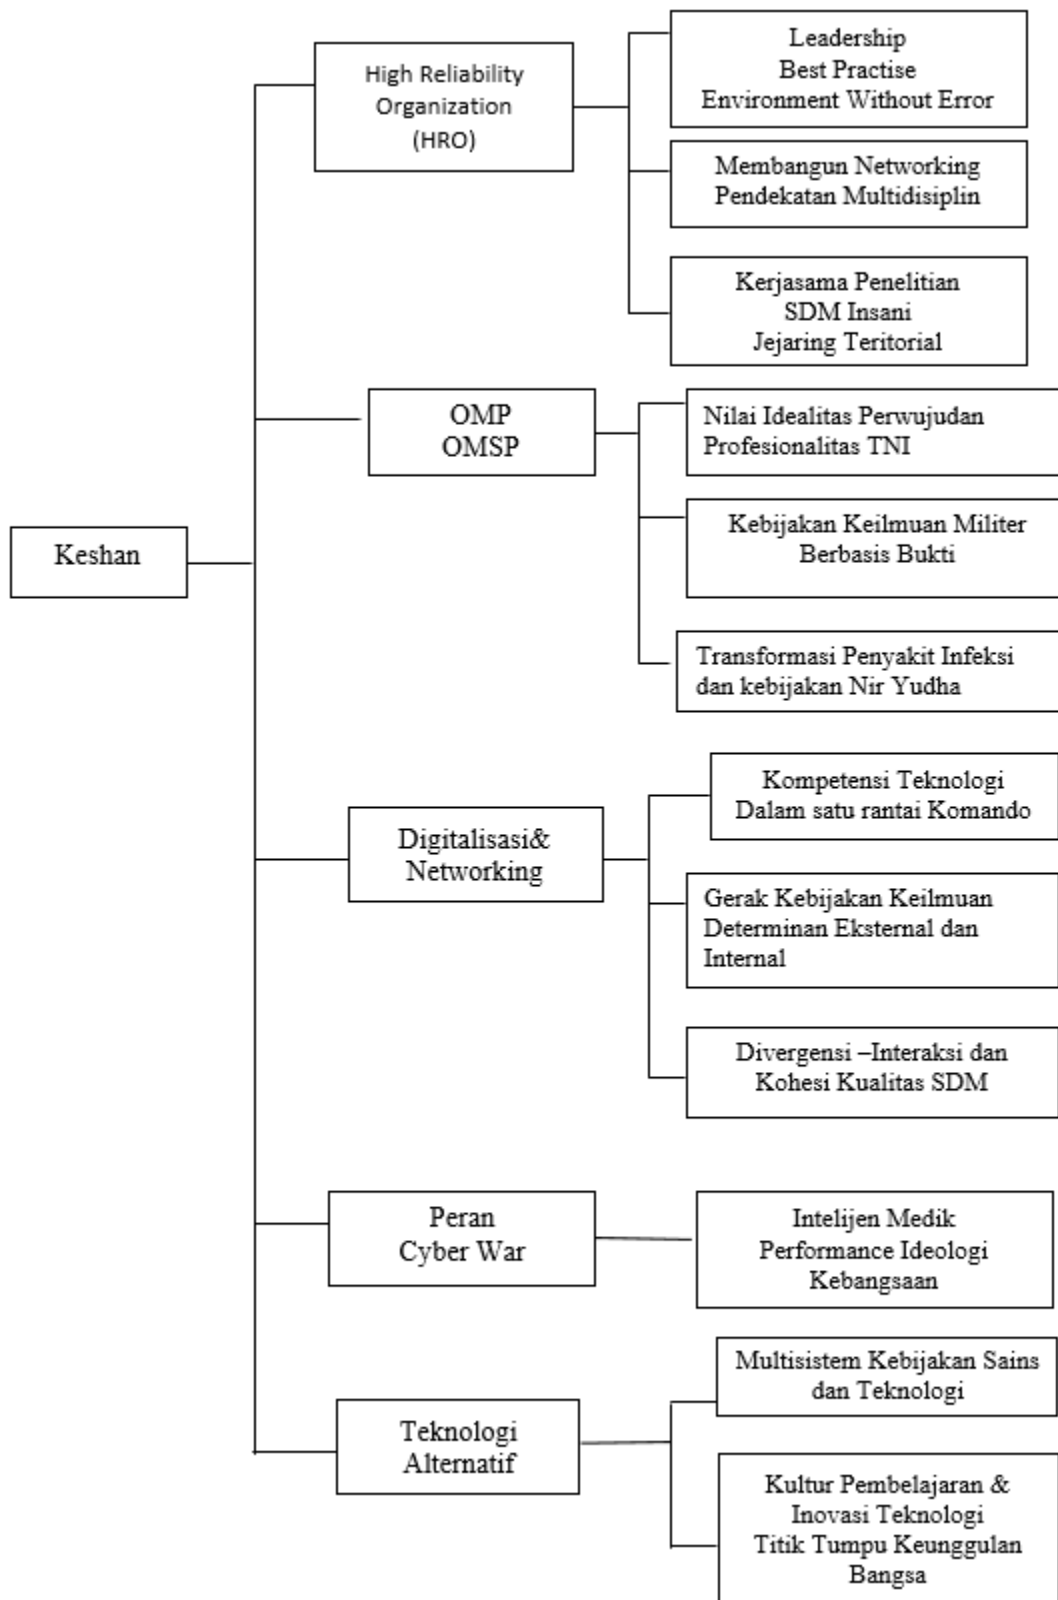 High Reliability
Organization
(HRO)
Leadership
Best Practise
Environment Without Error
Membangun Networking
Pendekatan Multidisiplin
Kerjasama Penelitian
SDM Insani
Jejaring Teritorial
OMP
OMSP
Nilai Idealitas Perwujudan
Profesionalitas TNI
Kebijakan Keilmuan Militer
Berbasis Bukti
Transformasi Penyakit Infeksi
dan kebijakan Nir Yudha
Keshan
Digitalisasi&
Networking
Kompetensi Teknologi
Dalam satu rantai Komando
Gerak Kebijakan Keilmuan
Determinan Eksternal dan
Internal
Divergensi –Interaksi dan
Kohesi Kualitas SDM
Peran
Cyber War
Intelijen Medik
Performance Ideologi
Kebangsaan
Teknologi
Alternatif
Multisistem Kebijakan Sains
dan Teknologi
Kultur Pembelajaran &
Inovasi Teknologi
Titik Tumpu Keunggulan
Bangsa